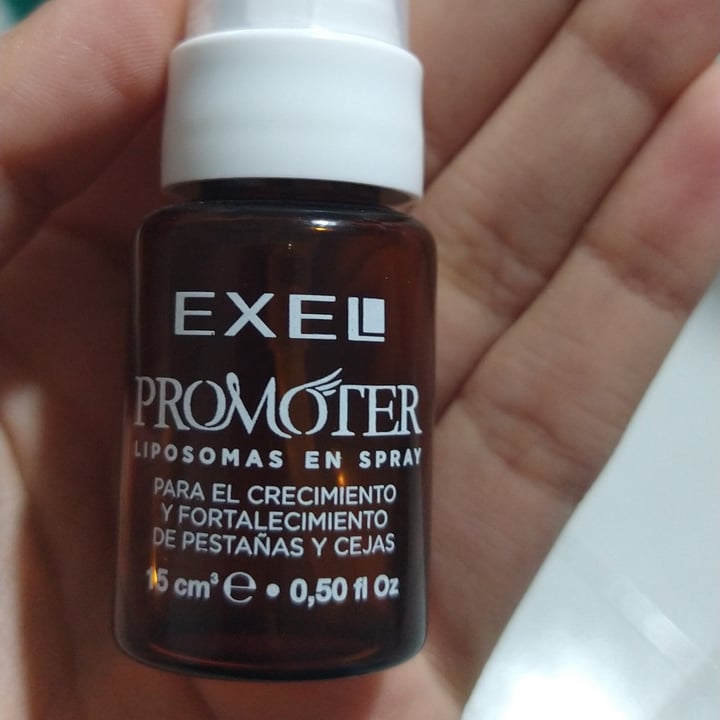 EXEL
PROMOTER
LIPOSOMAS EN SPRAY
PARA EL CRECIMIENTO
Y FORTALECIMIENTO
DE PESTAÑAS Y CEJAS
15 cm³ ℮ • 0,50 fl Oz